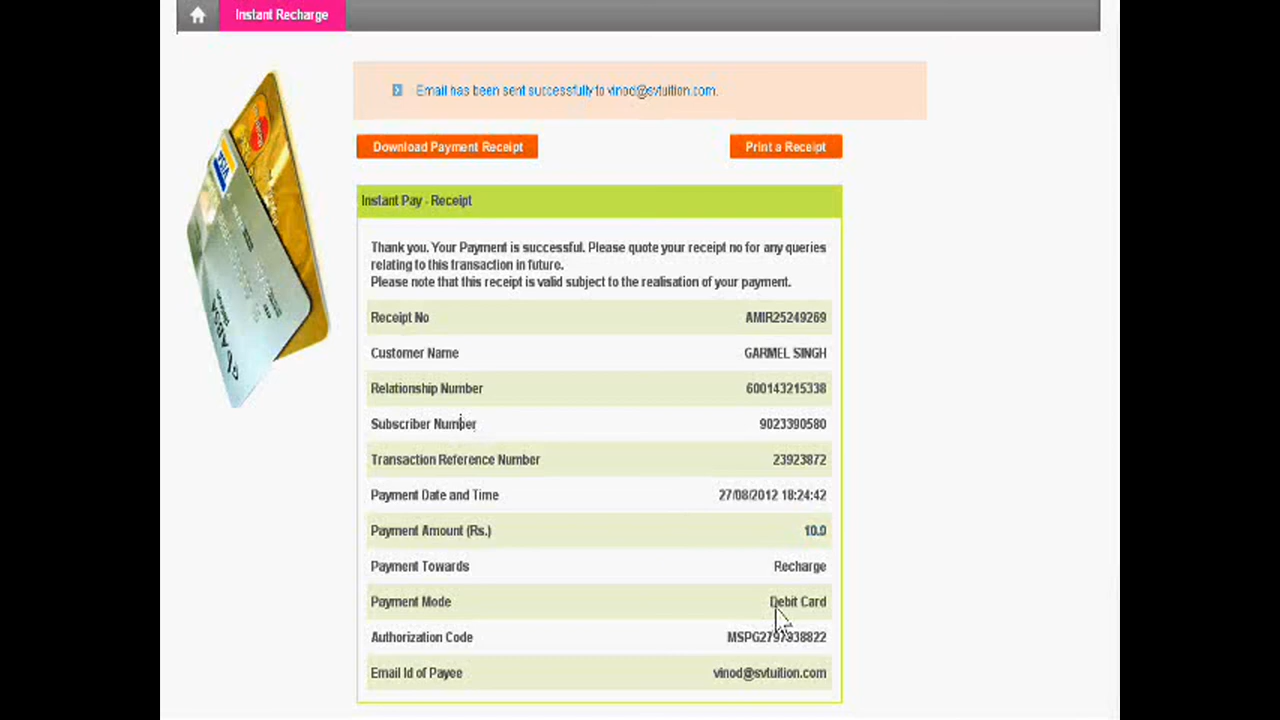 Instant Recharge
Email has been sent successfully to vinod@svtuition.com.
Download Payment Receipt
Print a Receipt
Instant Pay - Receipt
Thank you. Your Payment is successful. Please quote your receipt no for any queries
relating to this transaction in future.
Please note that this receipt is valid subject to the realisation of your payment.
Receipt No AMIR25249269
Customer Name GARMEL SINGH
Relationship Number 600143215338
Subscriber Number 9023390580
Transaction Reference Number 23923872
Payment Date and Time 27/08/2012 18:24:42
Payment Amount (Rs.) 10.0
Payment Towards Recharge
Payment Mode Debit Card
Authorization Code
Email Id of Payee vinod@svtuition.com
VISA